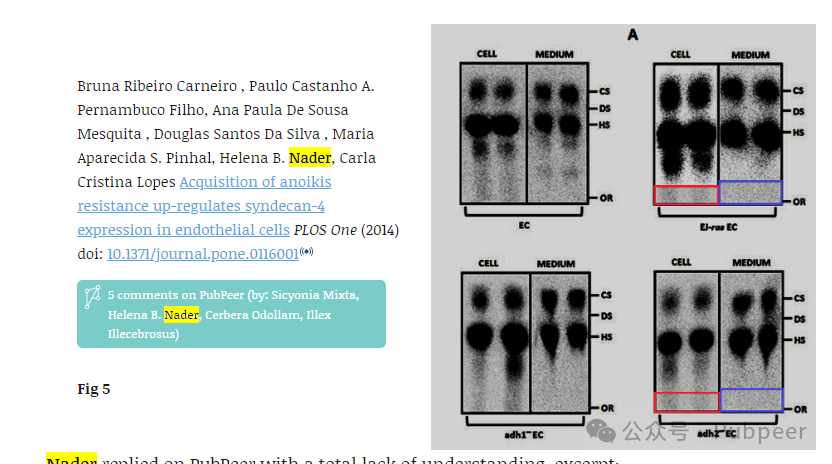 Bruna Ribeiro Carneiro , Paulo Castanho A.
Pernambuco Filho, Ana Paula De Sousa
Mesquita , Douglas Santos Da Silva , Maria
Aparecida S. Pinhal, Helena B. Nader, Carla
Cristina Lopes Acquisition of anoikis
resistance up-regulates syndecan-4
expression in endothelial cells PLOS One (2014)
doi: 10.1371/journal.pone.0116001
5 comments on PubPeer (by: Sicyonia Mixta,
Helena B. Nader, Cerbera Odollam, Illex
Illecebrosus)
Fig 5
A
CELL MEDIUM
CS
DS
HS
OR
EC
CELL MEDIUM
CS
DS
HS
OR
EJ-ras EC
CELL MEDIUM
CS
DS
HS
OR
adh1⁻EC
CELL MEDIUM
CS
DS
HS
OR
adh2⁻EC
公众号 · Pubpeer
Nader replied on PubPeer with a total lack of understanding, excerpt: